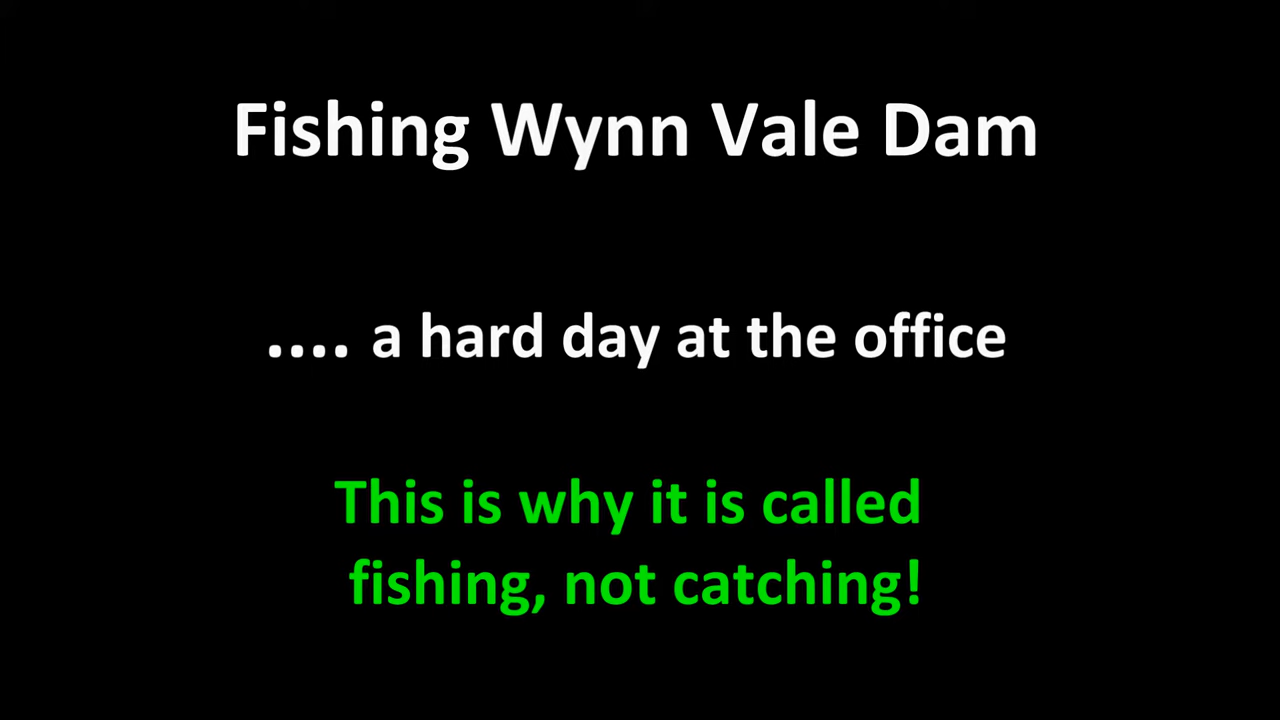 Fishing Wynn Vale Dam
.... a hard day at the office
This is why it is called
fishing, not catching!